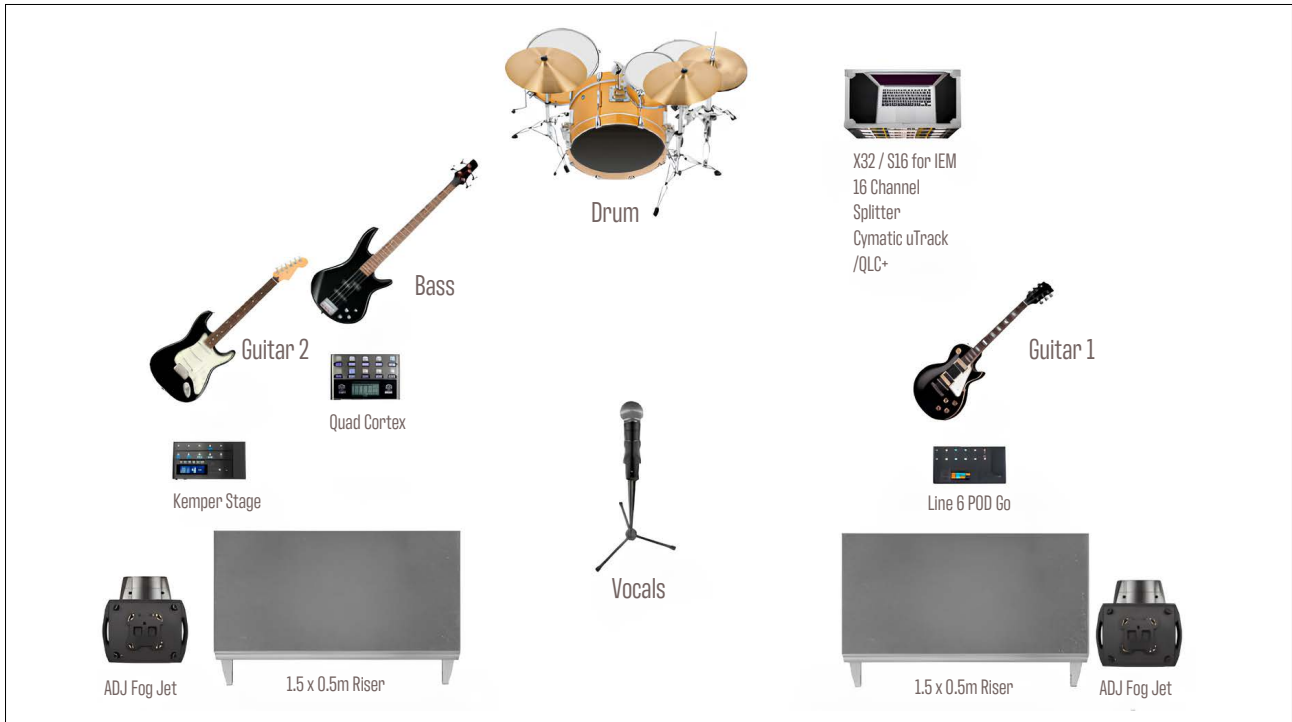 Drum
X32 / S16 for IEM
16 Channel
Splitter
Cymatic uTrack
/QLC+
Bass
Guitar 2
Guitar 1
Quad Cortex
Kemper Stage
Line 6 POD Go
Vocals
ADJ Fog Jet
1.5 x 0.5m Riser
1.5 x 0.5m Riser
ADJ Fog Jet